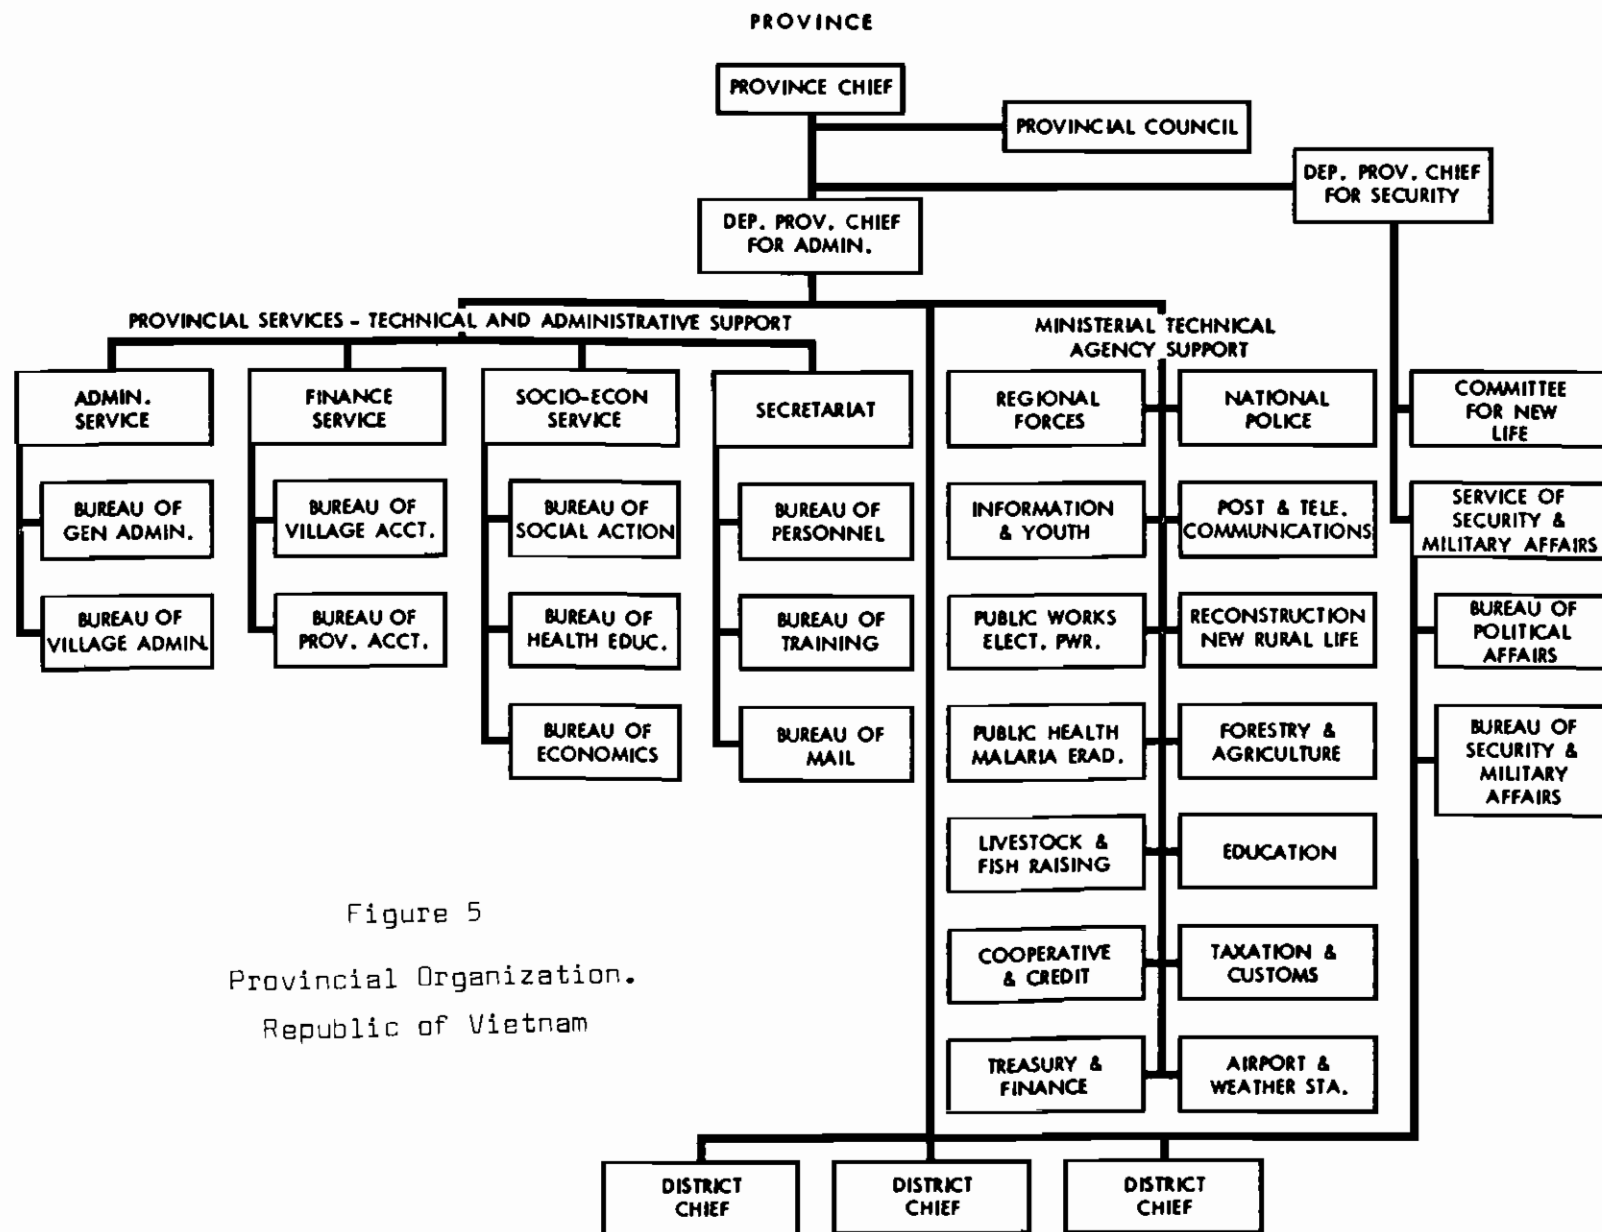 PROVINCE
PROVINCE CHIEF
PROVINCIAL COUNCIL
DEP. PROV. CHIEF
FOR SECURITY
DEP. PROV. CHIEF
FOR ADMIN.
PROVINCIAL SERVICES - TECHNICAL AND ADMINISTRATIVE SUPPORT
ADMIN.
SERVICE
BUREAU OF
GEN ADMIN.
BUREAU OF
VILLAGE ADMIN.
FINANCE
SERVICE
BUREAU OF
VILLAGE ACCT.
BUREAU OF
PROV. ACCT.
SOCIO-ECON
SERVICE
BUREAU OF
SOCIAL ACTION
BUREAU OF
HEALTH EDUC.
BUREAU OF
ECONOMICS
SECRETARIAT
BUREAU OF
PERSONNEL
BUREAU OF
TRAINING
BUREAU OF
MAIL
MINISTERIAL TECHNICAL
AGENCY SUPPORT
REGIONAL
FORCES
NATIONAL
POLICE
INFORMATION
& YOUTH
POST & TELE.
COMMUNICATIONS
PUBLIC WORKS
ELECT. PWR.
RECONSTRUCTION
NEW RURAL LIFE
PUBLIC HEALTH
MALARIA ERAD.
FORESTRY &
AGRICULTURE
LIVESTOCK &
FISH RAISING
EDUCATION
COOPERATIVE
& CREDIT
TAXATION &
CUSTOMS
TREASURY &
FINANCE
AIRPORT &
WEATHER STA.
COMMITTEE
FOR NEW
LIFE
SERVICE OF
SECURITY &
MILITARY AFFAIRS
BUREAU OF
POLITICAL
AFFAIRS
BUREAU OF
SECURITY &
MILITARY
AFFAIRS
DISTRICT
CHIEF
DISTRICT
CHIEF
DISTRICT
CHIEF
Figure 5
Provincial Organization.
Republic of Vietnam